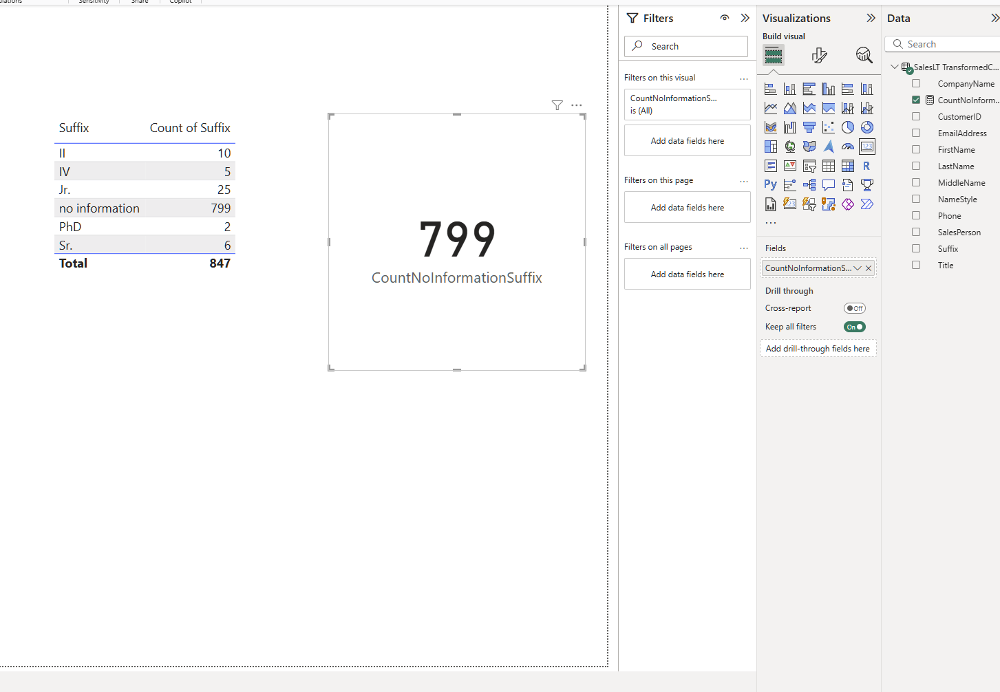 Sensitivity Share Copilot
Filters
Search
Filters on this visual ...
CountNoInformationS...
is (All)
Add data fields here
Filters on this page ...
Add data fields here
Filters on all pages ...
Add data fields here
Visualizations
Build visual
123
R
Py
123
...
Fields
CountNoInformationS...
Drill through
Cross-report Off
Keep all filters On
Add drill-through fields here
Data
Search
SalesLT TransformedC...
CompanyName
CountNoInform...
CustomerID
EmailAddress
FirstName
LastName
MiddleName
NameStyle
Phone
SalesPerson
Suffix
Title
Suffix Count of Suffix
II 10
IV 5
Jr. 25
no information 799
PhD 2
Sr. 6
Total 847
799
CountNoInformationSuffix